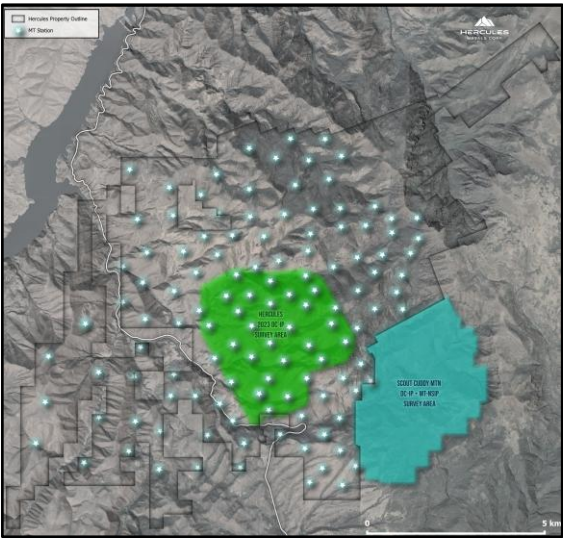 Hercules Property Outline
MT Station
HERCULES
HERCULES
2023 DC-IP
SURVEY AREA
SCOUT CUDDY MTN
DC-IP + MT-NSIP
SURVEY AREA
0 5 km